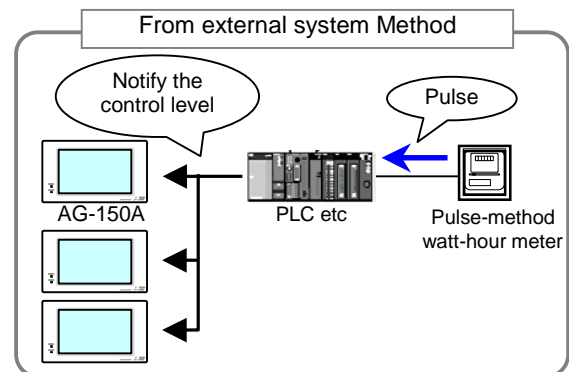 From external system Method
Notify the
control level
Pulse
AG-150A
PLC etc
Pulse-method
watt-hour meter